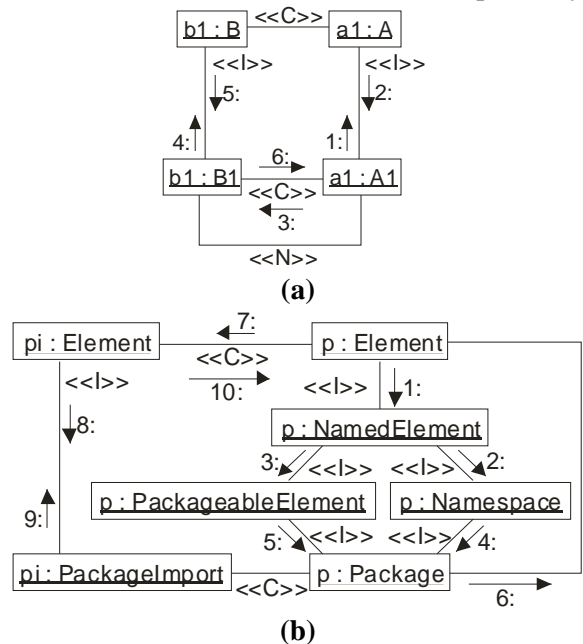 b1 : B <<C>> a1 : A
<<I>> <<I>>
5: 2:
4: 6: 1:
b1 : B1 <<C>> a1 : A1
3:
<<N>>
(a)
7:
pi : Element p : Element
<<C>>
<<I>> 10: <<I>> 1:
8: p : NamedElement
3: <<I>> <<I>> 2:
9: p : PackageableElement p : Namespace
5: <<I>> <<I>> 4:
pi : PackageImport <<C>> p : Package
6:
(b)